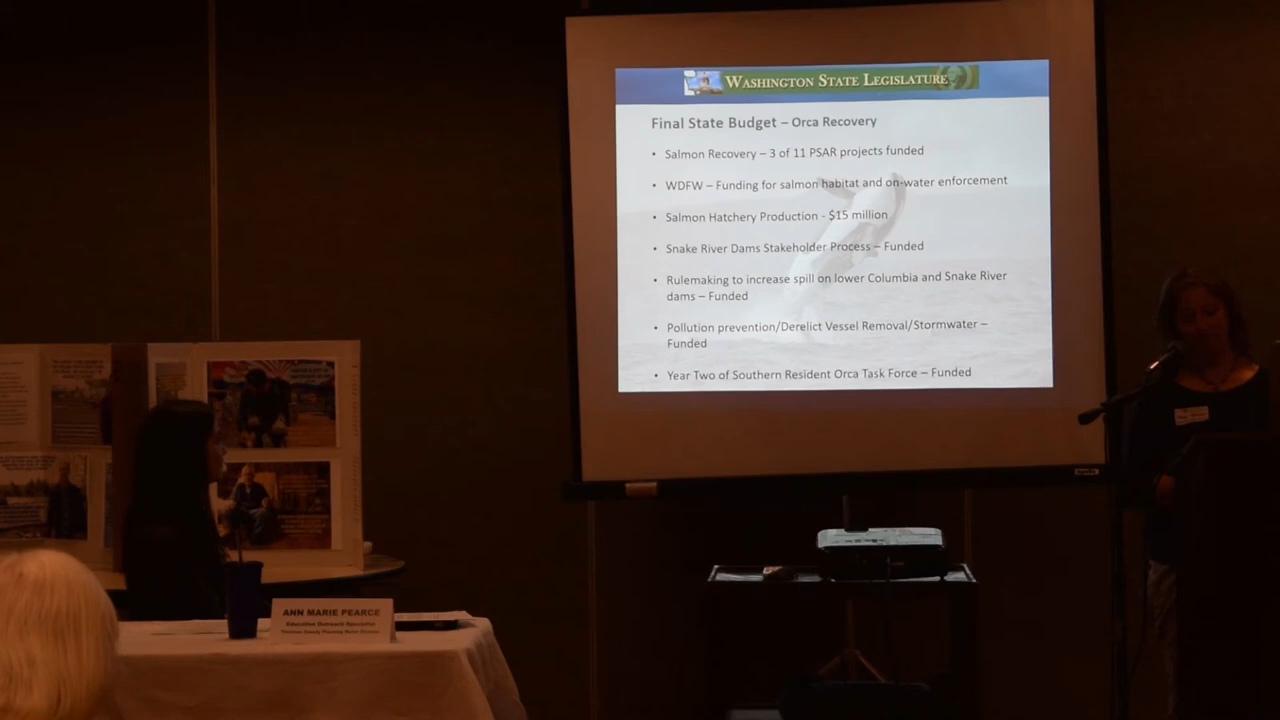 WASHINGTON STATE LEGISLATURE
Final State Budget – Orca Recovery
• Salmon Recovery – 3 of 11 PSAR projects funded
• WDFW – Funding for salmon habitat and on-water enforcement
• Salmon Hatchery Production - $15 million
• Snake River Dams Stakeholder Process – Funded
• Rulemaking to increase spill on lower Columbia and Snake River
dams – Funded
• Pollution prevention/Derelict Vessel Removal/Stormwater –
Funded
• Year Two of Southern Resident Orca Task Force – Funded
ANN MARIE PEARCE
Education Outreach Specialist
Thurston County Planning